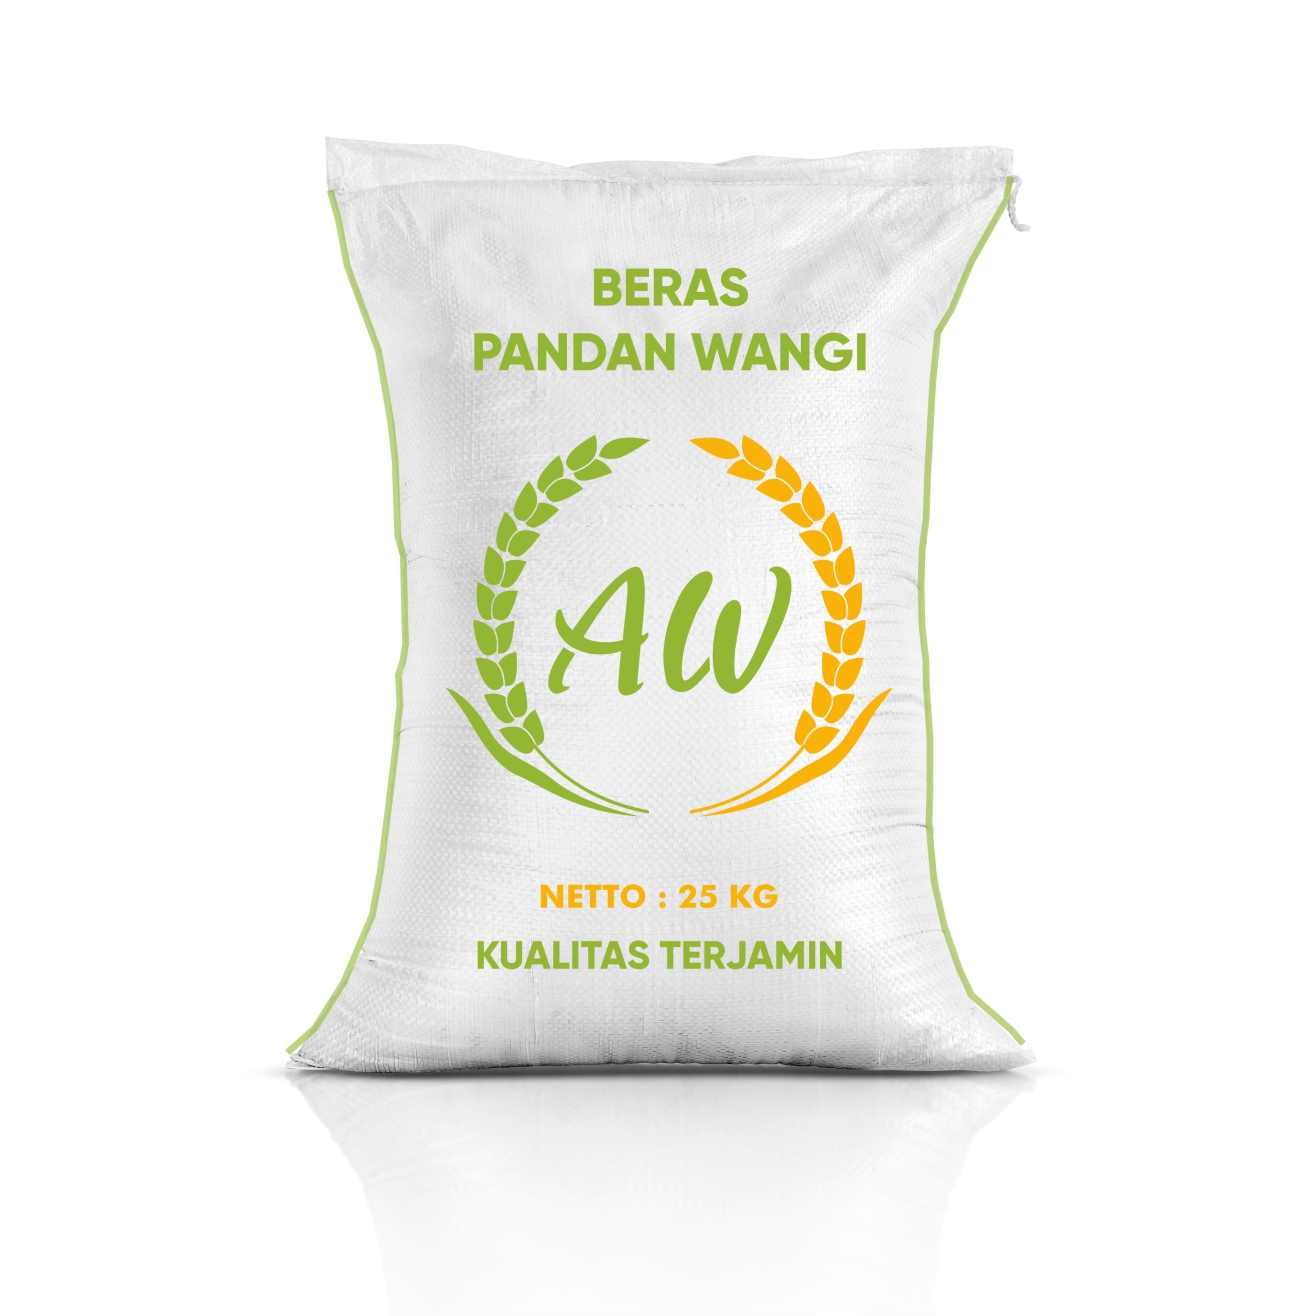 BERAS
PANDAN WANGI
AW
NETTO : 25 KG
KUALITAS TERJAMIN